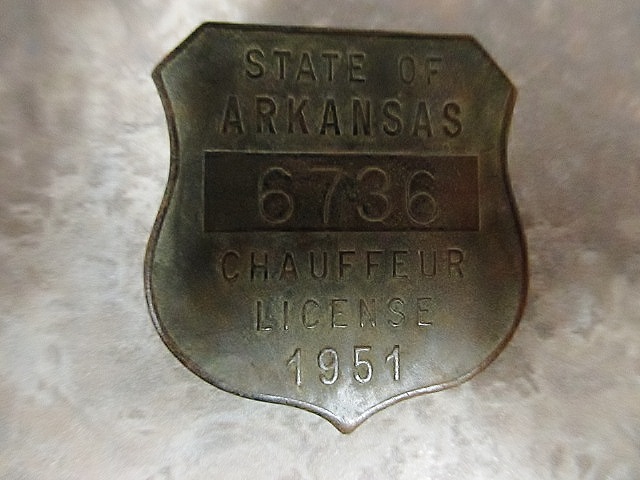 STATE OF
ARKANSAS
6736
CHAUFFEUR
LICENSE
1951